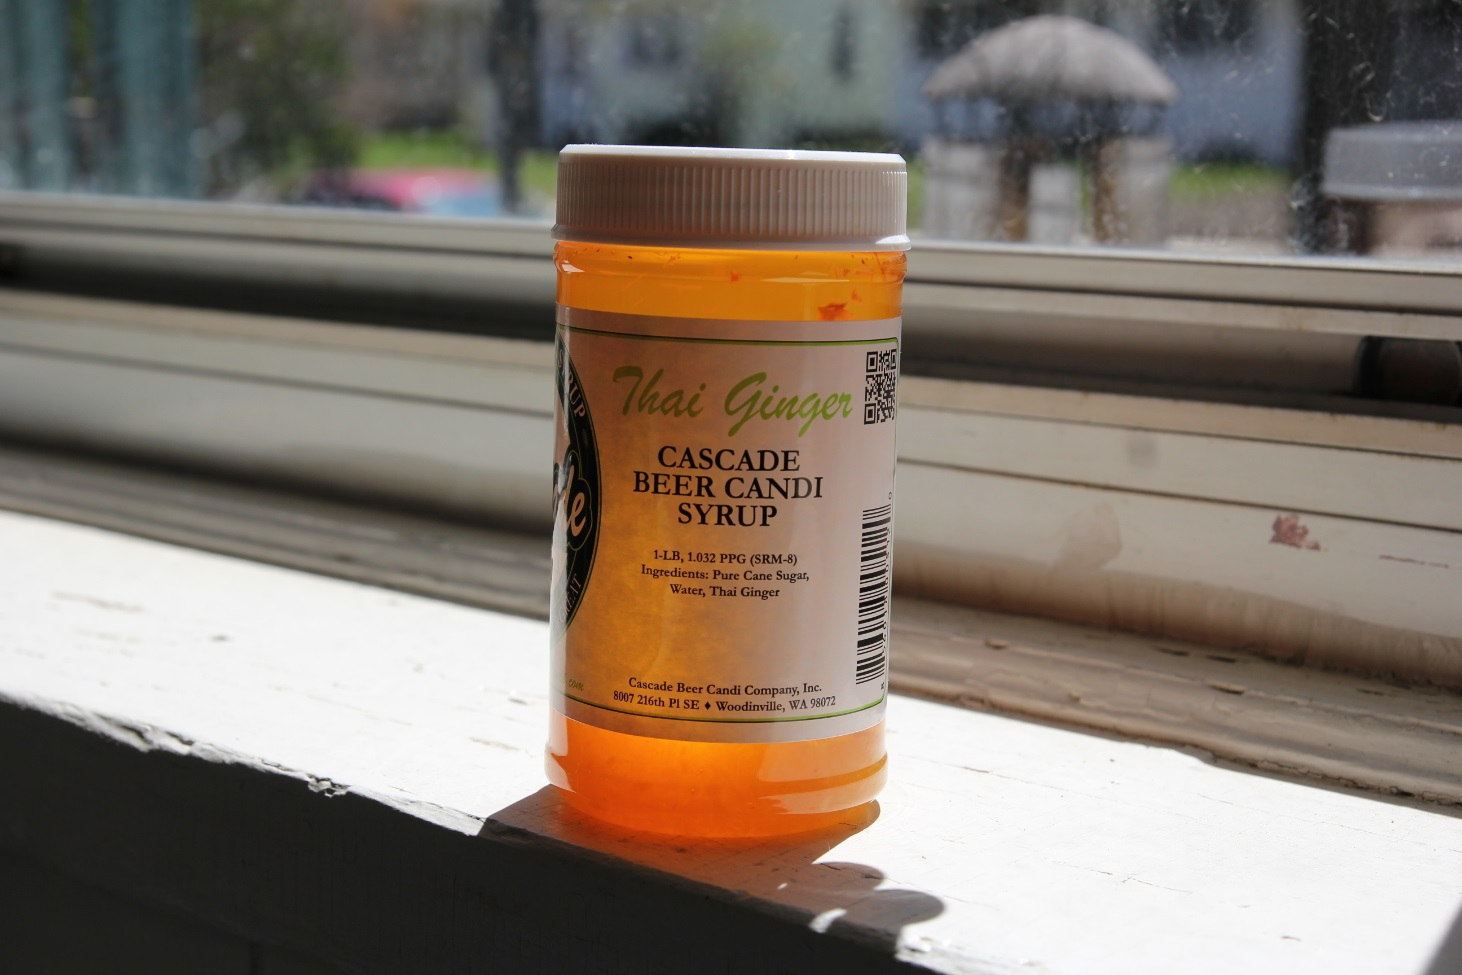 Thai Ginger
CASCADE
BEER CANDI
SYRUP
1-LB, 1.032 PPG (SRM-8)
Ingredients: Pure Cane Sugar,
Water, Thai Ginger
Cascade Beer Candi Company, Inc.
8007 216th Pl SE ♦ Woodinville, WA 98072